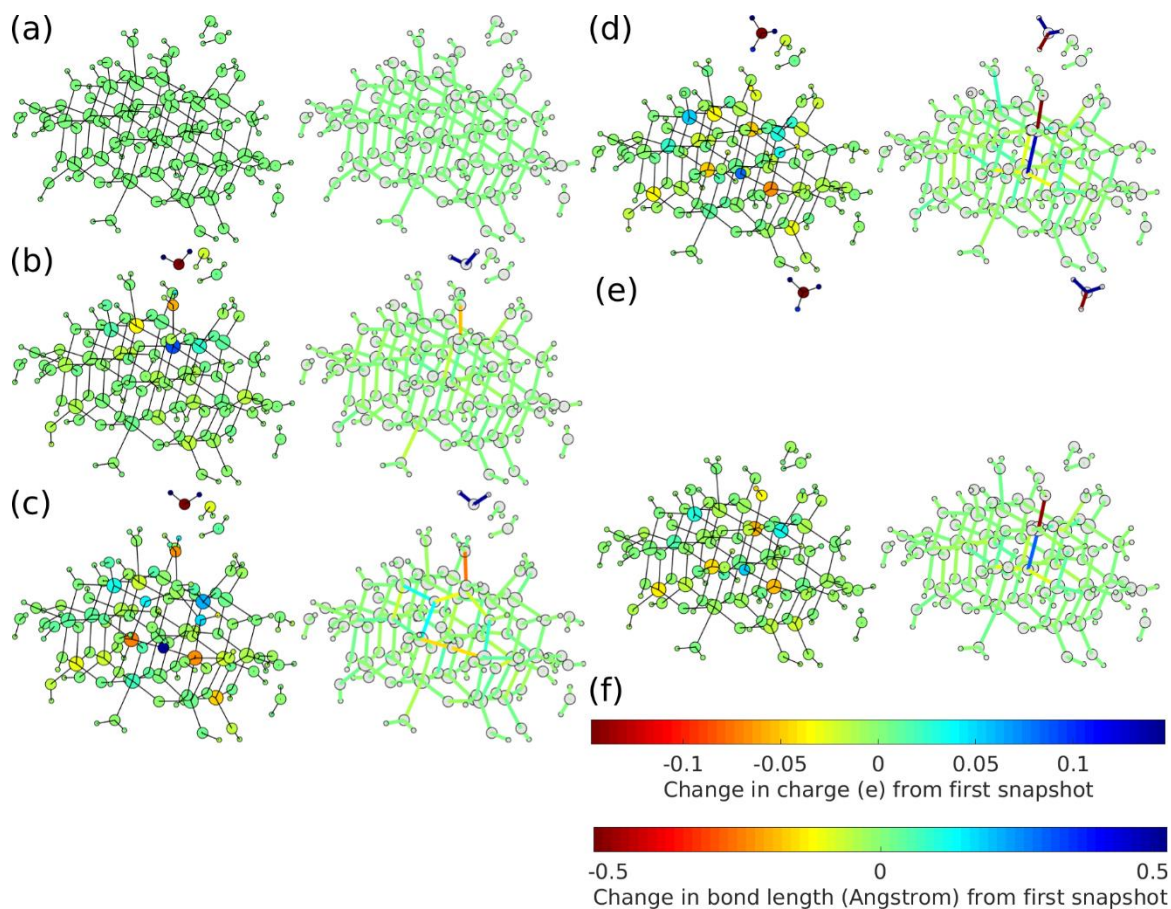 (a)
(b)
(c)
(d)
(e)
(f)
-0.1 -0.05 0 0.05 0.1
Change in charge (e) from first snapshot
-0.5 0 0.5
Change in bond length (Angstrom) from first snapshot